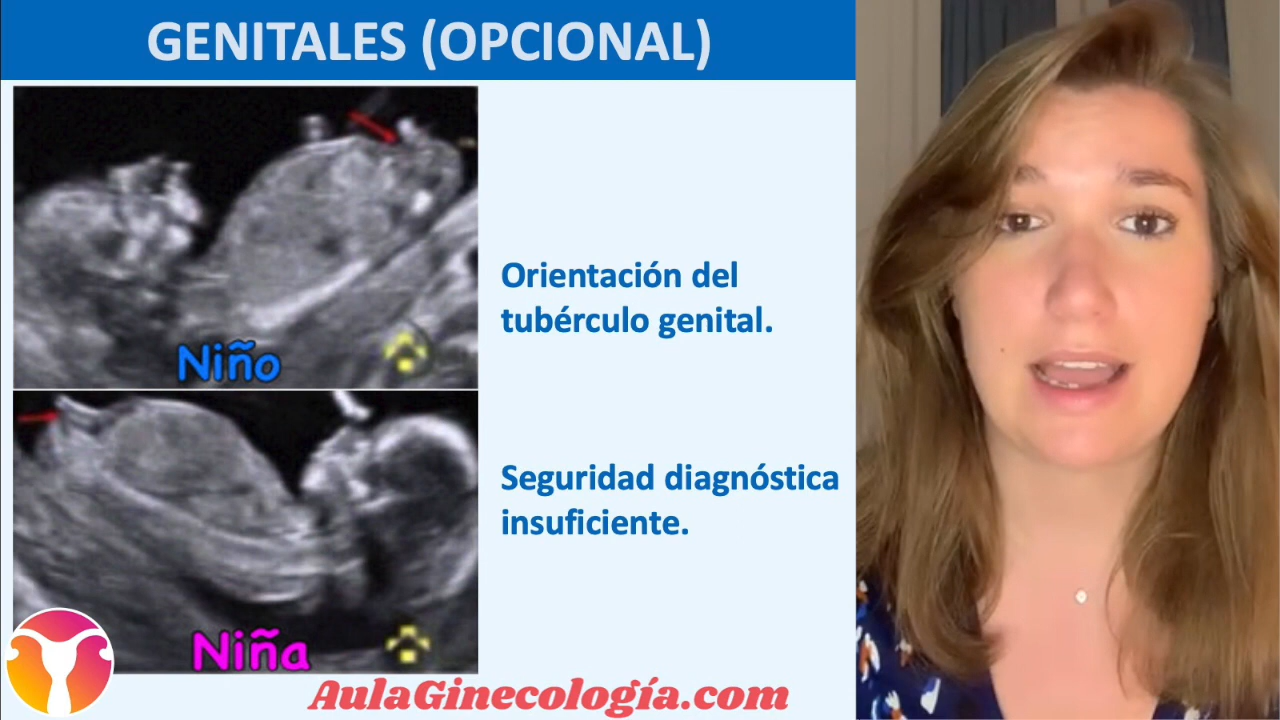 GENITALES (OPCIONAL)
Niño
Orientación del
tubérculo genital.
Seguridad diagnóstica
insuficiente.
Niña
AulaGinecología.com